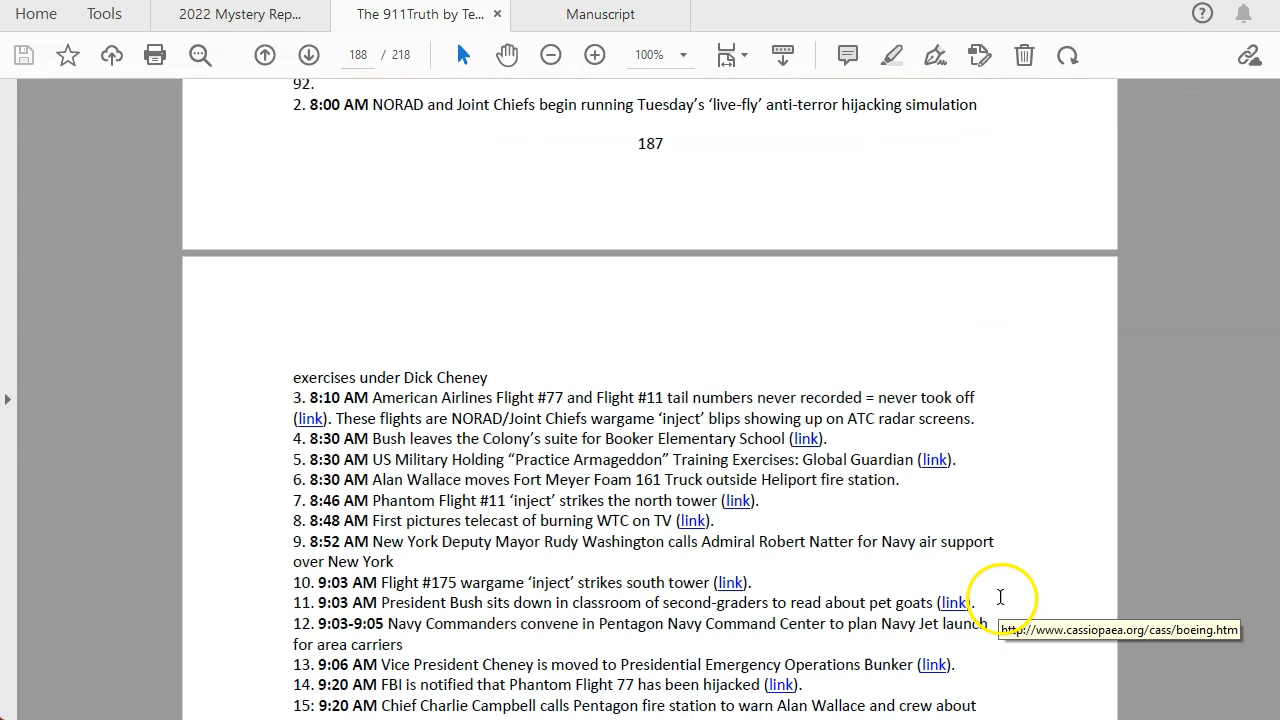 Home
Tools
2022 Mystery Rep...
The 911Truth by Te...
Manuscript
188 / 218
100%
92.
2. 8:00 AM NORAD and Joint Chiefs begin running Tuesday’s ‘live-fly’ anti-terror hijacking simulation
187
exercises under Dick Cheney
3. 8:10 AM American Airlines Flight #77 and Flight #11 tail numbers never recorded = never took off
(link). These flights are NORAD/Joint Chiefs wargame ‘inject’ blips showing up on ATC radar screens.
4. 8:30 AM Bush leaves the Colony’s suite for Booker Elementary School (link).
5. 8:30 AM US Military Holding “Practice Armageddon” Training Exercises: Global Guardian (link).
6. 8:30 AM Alan Wallace moves Fort Meyer Foam 161 Truck outside Heliport fire station.
7. 8:46 AM Phantom Flight #11 ‘inject’ strikes the north tower (link).
8. 8:48 AM First pictures telecast of burning WTC on TV (link).
9. 8:52 AM New York Deputy Mayor Rudy Washington calls Admiral Robert Natter for Navy air support
over New York
10. 9:03 AM Flight #175 wargame ‘inject’ strikes south tower (link).
11. 9:03 AM President Bush sits down in classroom of second-graders to read about pet goats (link).
12. 9:03-9:05 Navy Commanders convene in Pentagon Navy Command Center to plan Navy Jet launch
http://www.cassiopaea.org/cass/boeing.htm
for area carriers
13. 9:06 AM Vice President Cheney is moved to Presidential Emergency Operations Bunker (link).
14. 9:20 AM FBI is notified that Phantom Flight 77 has been hijacked (link).
15: 9:20 AM Chief Charlie Campbell calls Pentagon fire station to warn Alan Wallace and crew about